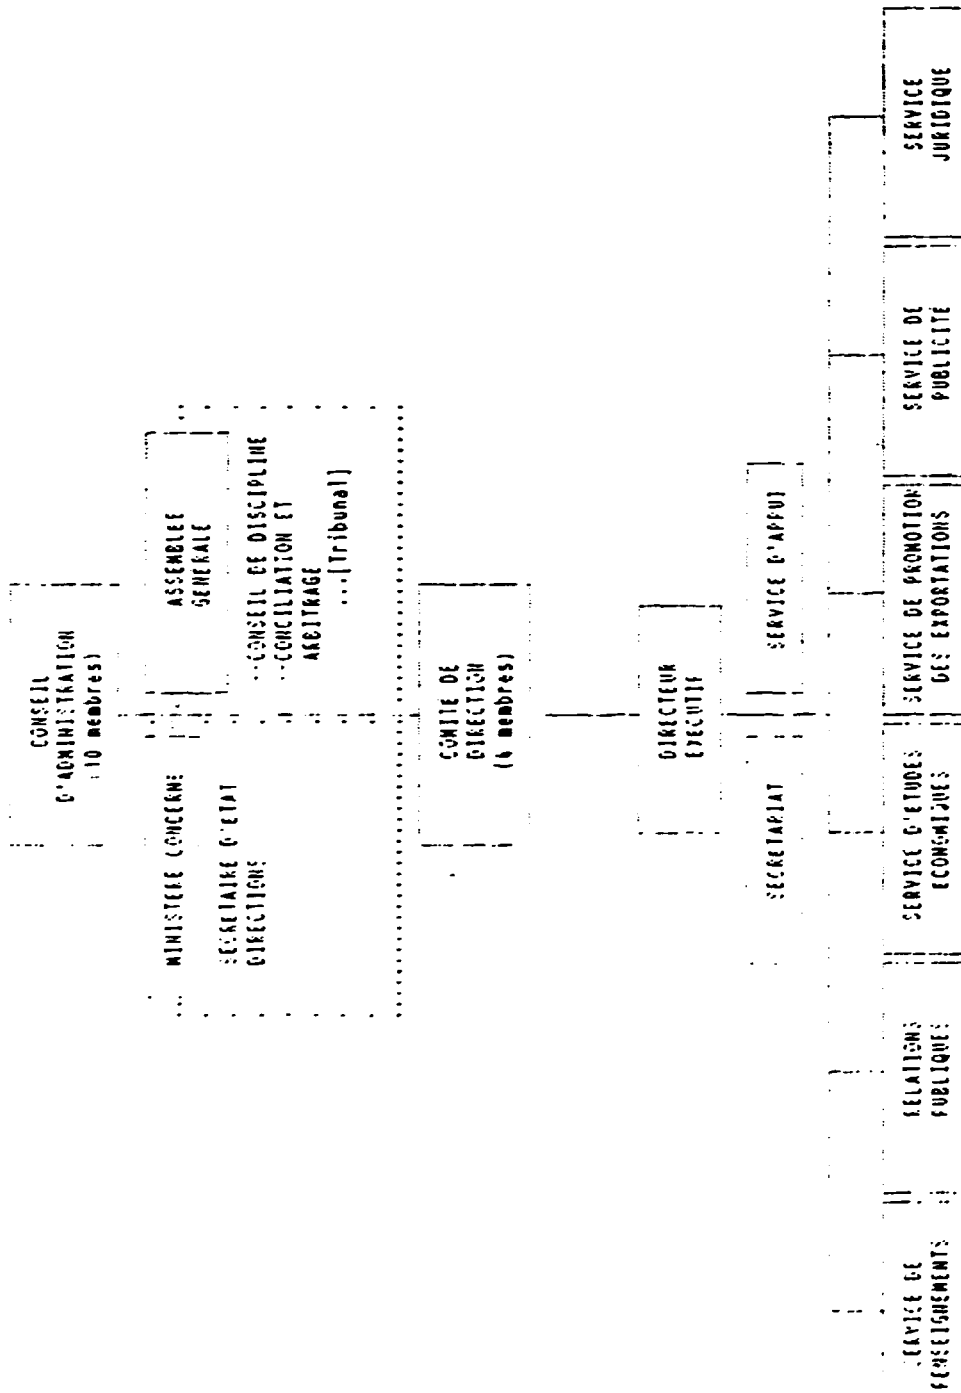 CONSEIL
D'ADMINISTRATION
(10 membres)
MINISTERE CONCERNE
SECRETAIRE D'ETAT
DIRECTIONS
ASSEMBLEE
GENERALE
--CONSEIL DE DISCIPLINE
--CONCILIATION ET
ARBITRAGE
...[Tribunal]
COMITE DE
DIRECTION
(4 membres)
DIRECTEUR
EXECUTIF
SECRETARIAT
SERVICE D'APPUI
SERVICE DE
RENSEIGNEMENTS
RELATIONS
PUBLIQUES
SERVICE D'ETUDES
ECONOMIQUES
SERVICE DE PROMOTION
DES EXPORTATIONS
SERVICE DE
PUBLICITE
SERVICE
JURIDIQUE